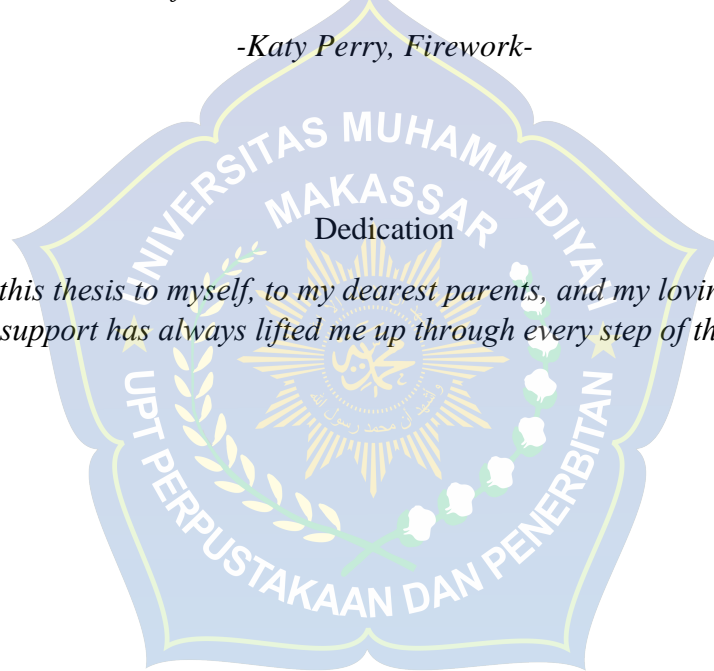 -Katy Perry, Firework-
UNIVERSITAS MUHAMMADIYAH
MAKASSAR
Dedication
this thesis to myself, to my dearest parents, and my lovin
support has always lifted me up through every step of th
UPT PERPUSTAKAAN DAN PENERBITAN